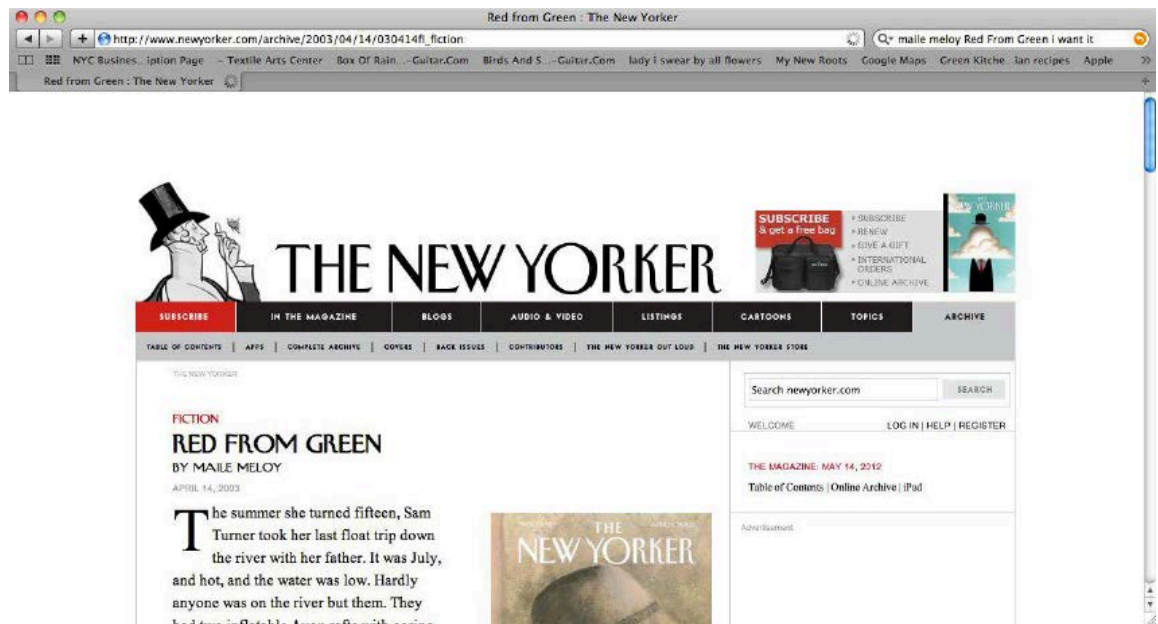 Red from Green : The New Yorker
http://www.newyorker.com/archive/2003/04/14/030414fl_fiction
maile meloy Red From Green i want it
NYC Busines...iption Page – Textile Arts Center Box Of Rain...-Guitar.Com Birds And S...-Guitar.Com lady i swear by all flowers My New Roots Google Maps Green Kitche...ian recipes Apple
Red from Green : The New Yorker
SUBSCRIBE
& get a free bag
SUBSCRIBE
RENEW
GIVE A GIFT
INTERNATIONAL
ORDERS
ONLINE ARCHIVE
THE NEW YORKER
SUBSCRIBE IN THE MAGAZINE BLOGS AUDIO & VIDEO LISTINGS CARTOONS TOPICS ARCHIVE
TABLE OF CONTENTS | APPS | COMPLETE ARCHIVE | COVERS | BACK ISSUES | CONTRIBUTORS | THE NEW YORKER OUT LOUD | THE NEW YORKER STORE
THE NEW YORKER
Search newyorker.com SEARCH
WELCOME LOG IN | HELP | REGISTER
FICTION
RED FROM GREEN
BY MAILE MELOY
APRIL 14, 2003
The summer she turned fifteen, Sam
Turner took her last float trip down
the river with her father. It was July,
and hot, and the water was low. Hardly
anyone was on the river but them. They
THE
NEW YORKER
THE MAGAZINE: MAY 14, 2012
Table of Contents | Online Archive | iPad
Advertisement